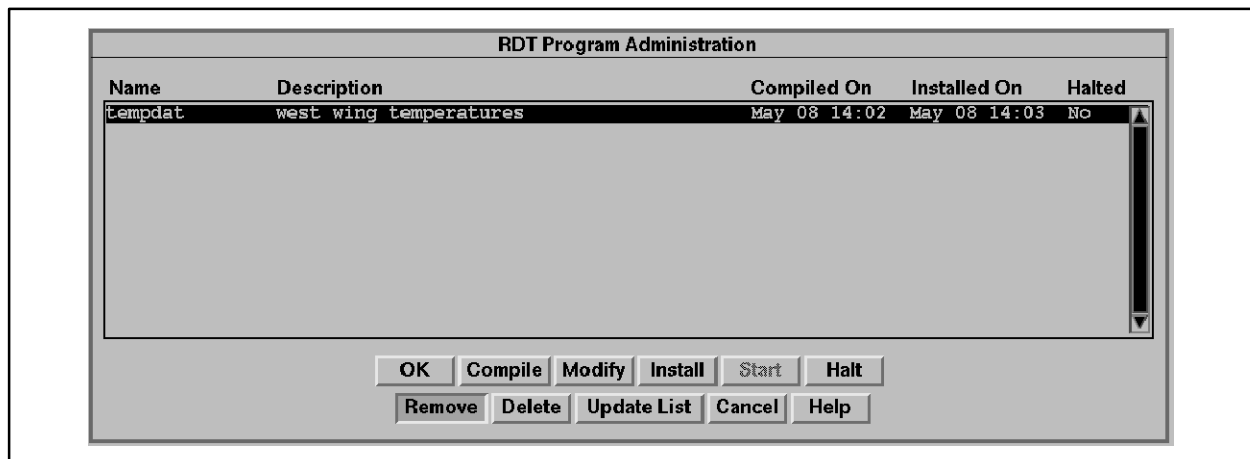 RDT Program Administration
Name Description Compiled On Installed On Halted
tempdat west wing temperatures May 08 14:02 May 08 14:03 No
OK Compile Modify Install Start Halt
Remove Delete Update List Cancel Help